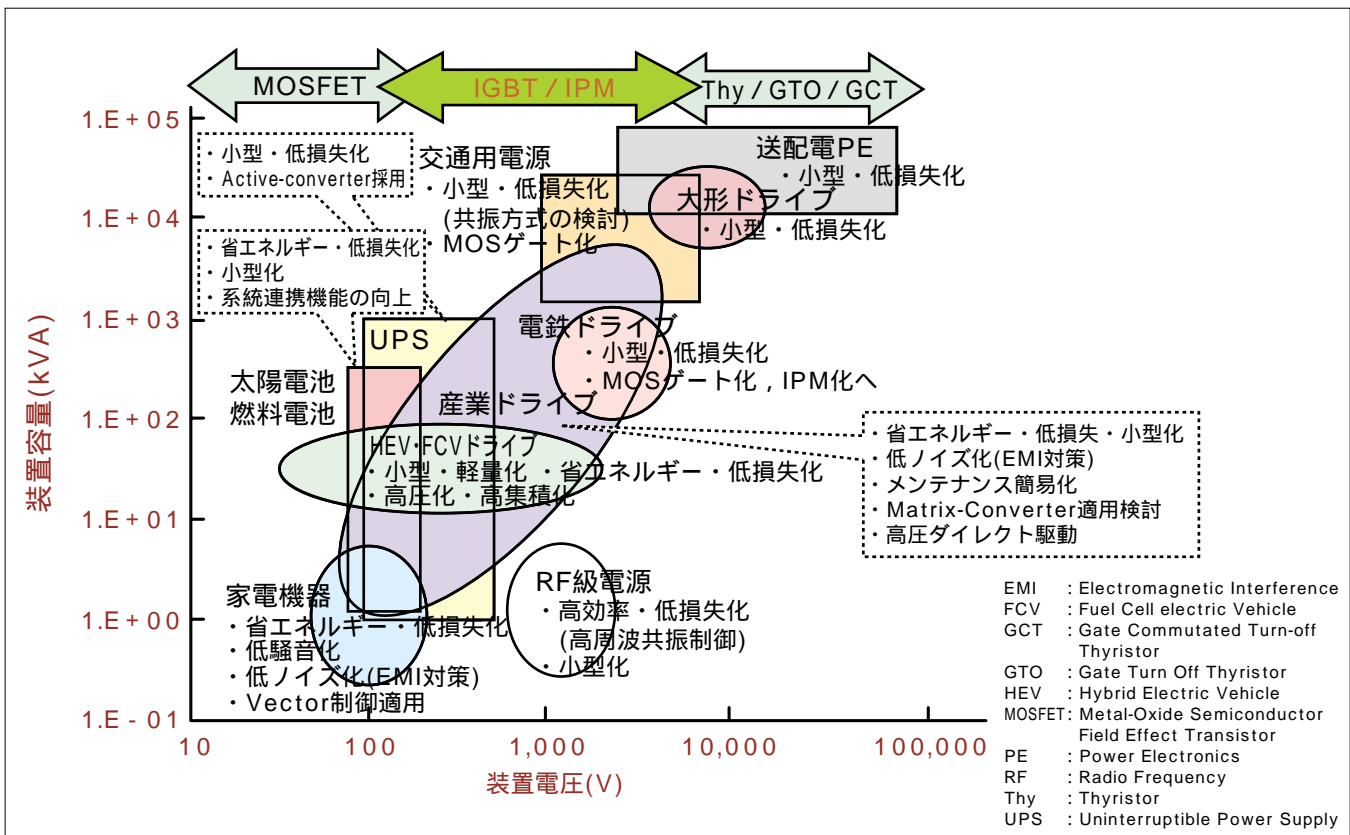 MOSFET
IGBT / IPM
Thy / GTO / GCT
装置容量(kVA)
1.E + 05
1.E + 04
1.E + 03
1.E + 02
1.E + 01
1.E + 00
1.E - 01
・小型・低損失化
・Active-converter採用
・省エネルギー・低損失化
・小型化
・系統連携機能の向上
交通用電源
・小型・低損失化
(共振方式の検討)
・MOSゲート化
送配電PE
・小型・低損失化
大形ドライブ
・小型・低損失化
UPS
電鉄ドライブ
・小型・低損失化
・MOSゲート化 , IPM化へ
太陽電池
燃料電池
産業ドライブ
HEV・FCVドライブ
・小型・軽量化 ・省エネルギー・低損失化
・高圧化・高集積化
・省エネルギー・低損失・小型化
・低ノイズ化(EMI対策)
・メンテナンス簡易化
・Matrix-Converter適用検討
・高圧ダイレクト駆動
家電機器
・省エネルギー・低損失化
・低騒音化
・低ノイズ化(EMI対策)
・Vector制御適用
RF級電源
・高効率・低損失化
(高周波共振制御)
・小型化
10
100
1,000
10,000
100,000
装置電圧(V)
EMI : Electromagnetic Interference
FCV : Fuel Cell electric Vehicle
GCT : Gate Commutated Turn-off
Thyristor
GTO : Gate Turn Off Thyristor
HEV : Hybrid Electric Vehicle
MOSFET : Metal-Oxide Semiconductor
Field Effect Transistor
PE : Power Electronics
RF : Radio Frequency
Thy : Thyristor
UPS : Uninterruptible Power Supply